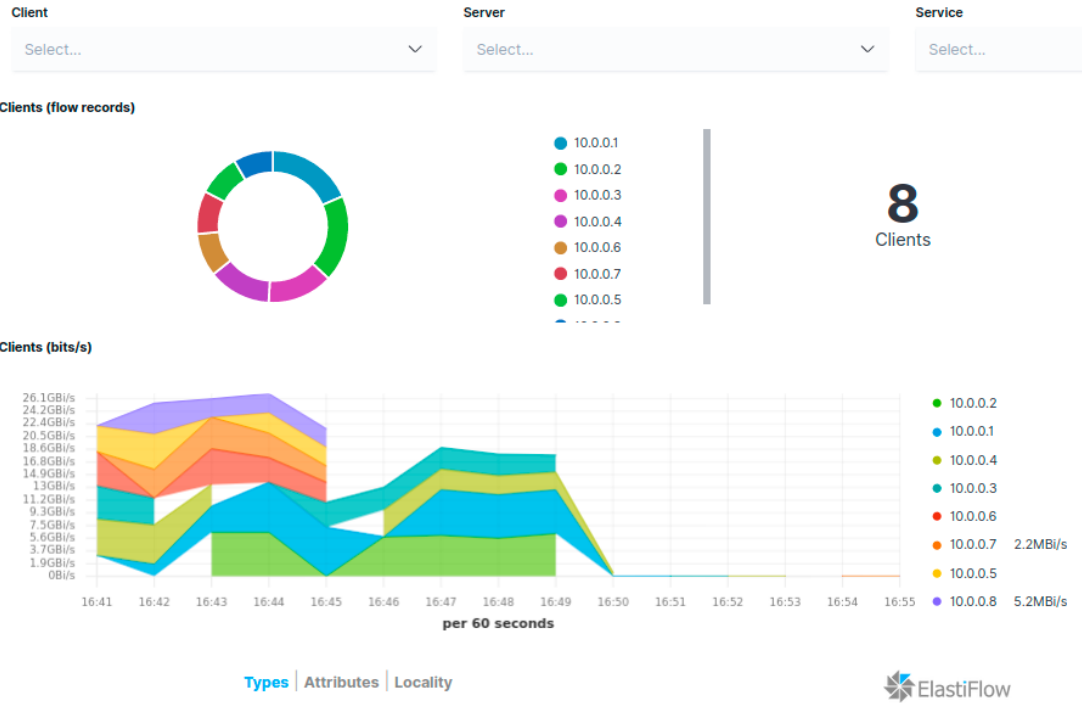 Client
Server
Service
Select...
Select...
Select...
Clients (flow records)
10.0.0.1
10.0.0.2
10.0.0.3
10.0.0.4
10.0.0.6
10.0.0.7
10.0.0.5
8
Clients
Clients (bits/s)
26.1GBi/s
24.2GBi/s
22.4GBi/s
20.5GBi/s
18.6GBi/s
16.8GBi/s
14.9GBi/s
13GBi/s
11.2GBi/s
9.3GBi/s
7.5GBi/s
5.6GBi/s
3.7GBi/s
1.9GBi/s
0Bi/s
16:41 16:42 16:43 16:44 16:45 16:46 16:47 16:48 16:49 16:50 16:51 16:52 16:53 16:54 16:55
per 60 seconds
10.0.0.2
10.0.0.1
10.0.0.4
10.0.0.3
10.0.0.6
10.0.0.7 2.2MBi/s
10.0.0.5
10.0.0.8 5.2MBi/s
Types | Attributes | Locality
ElastiFlow